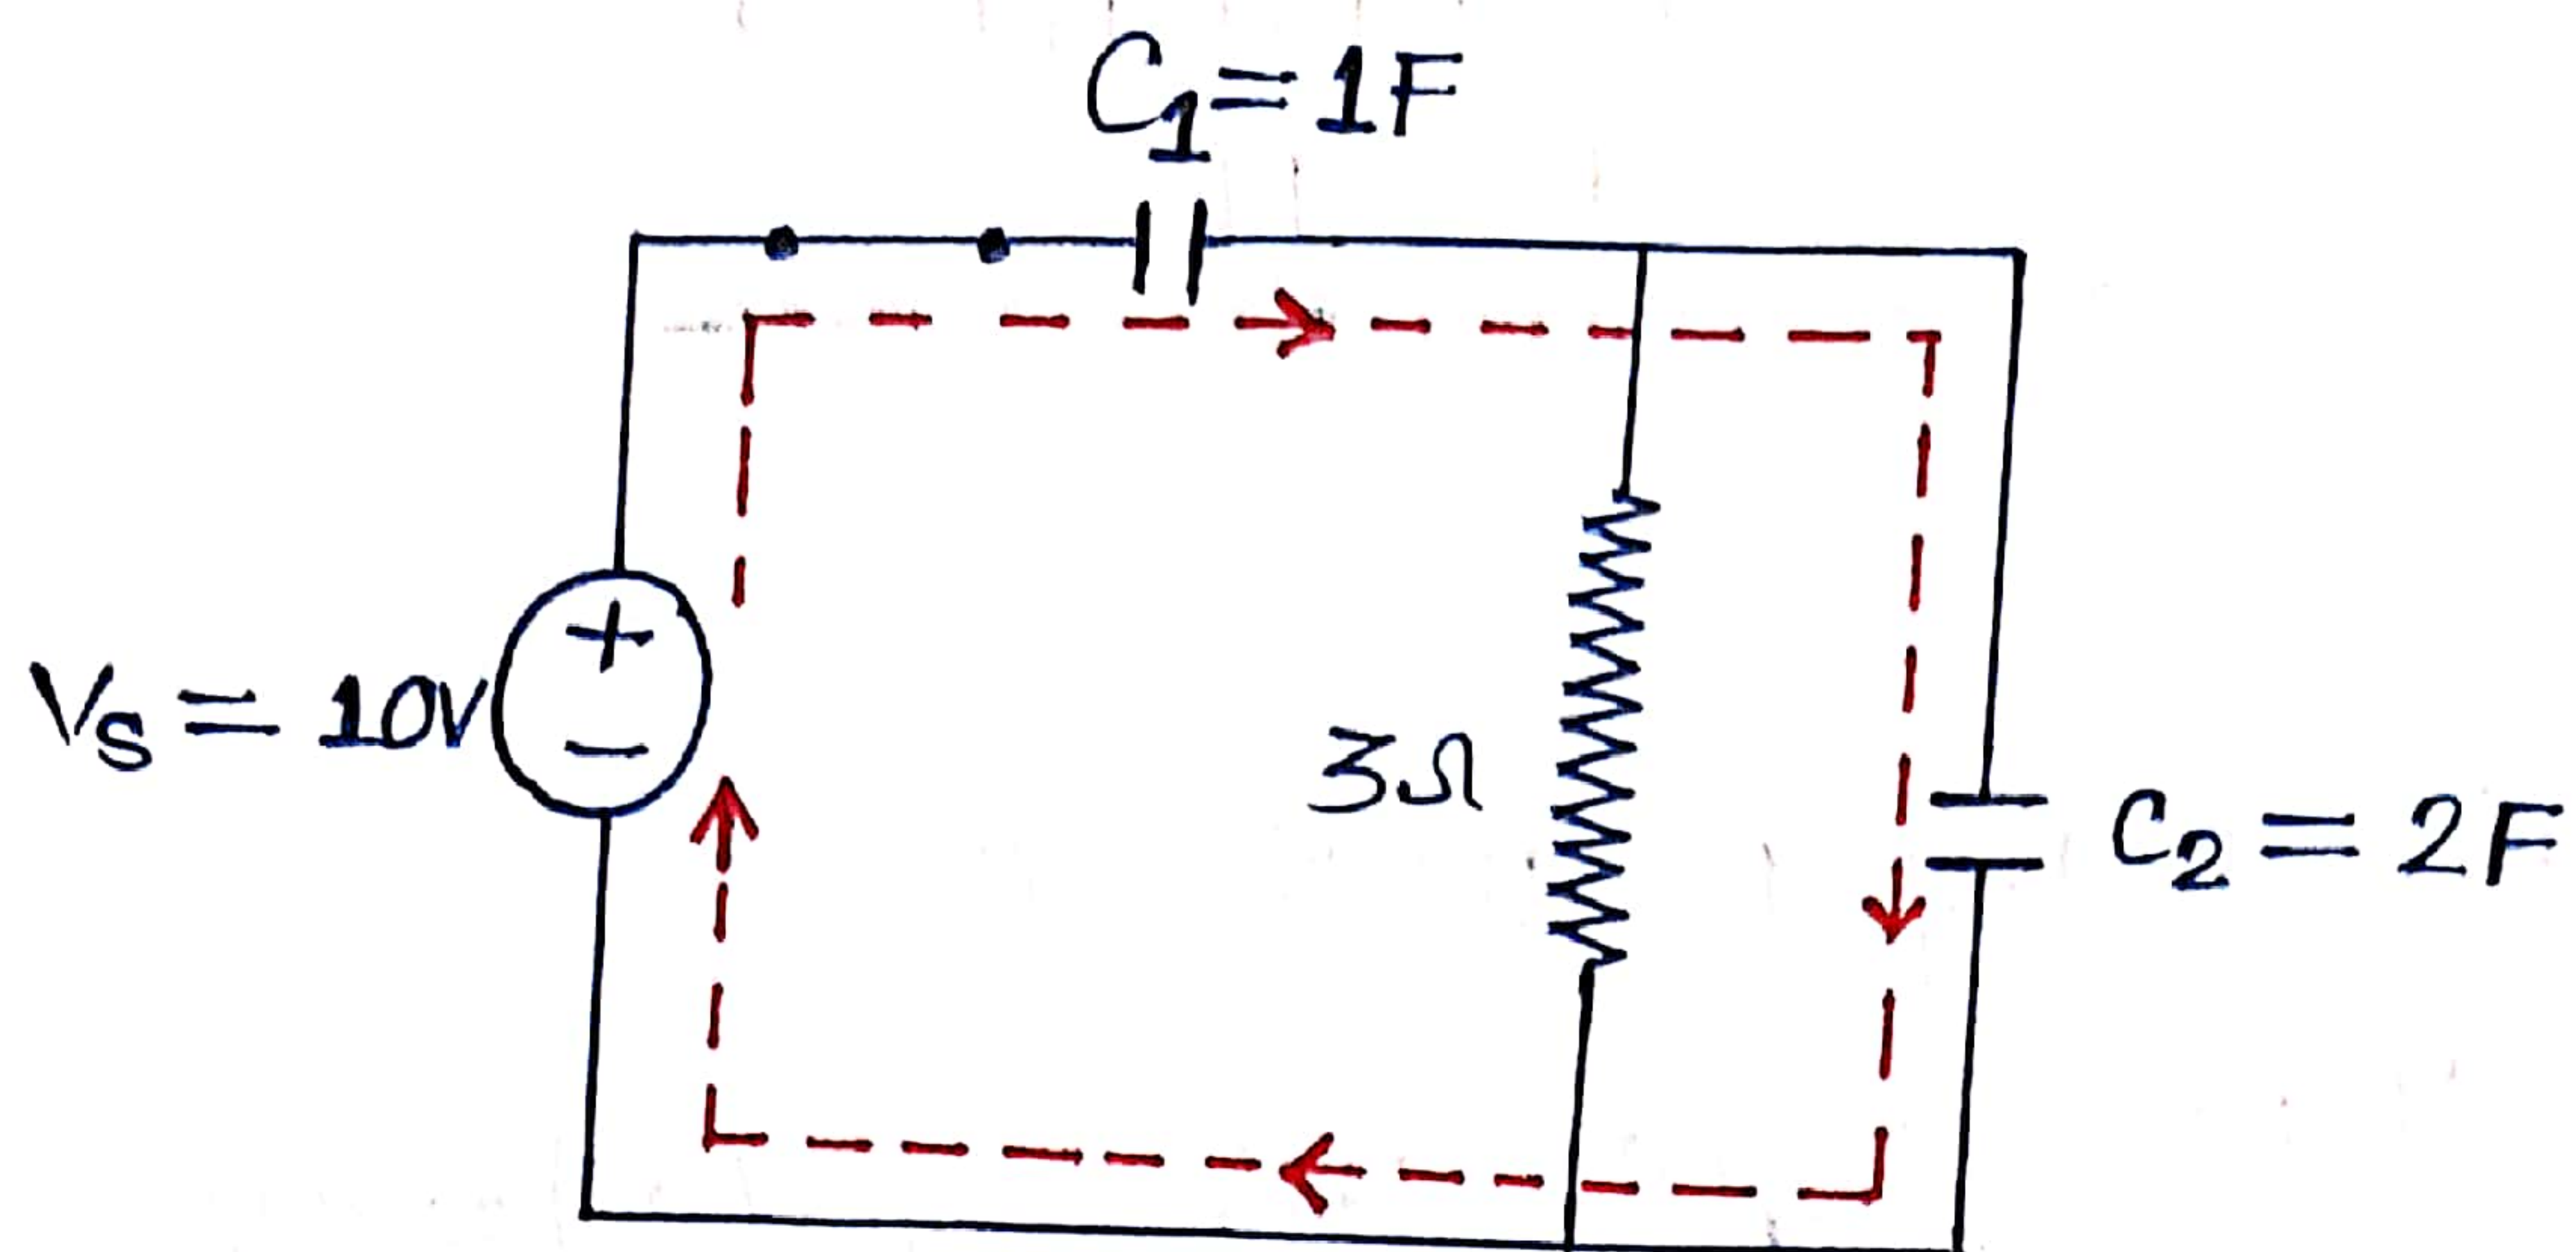 C₁ = 1F
+
Vₛ = 10V
−
3Ω
C₂ = 2F